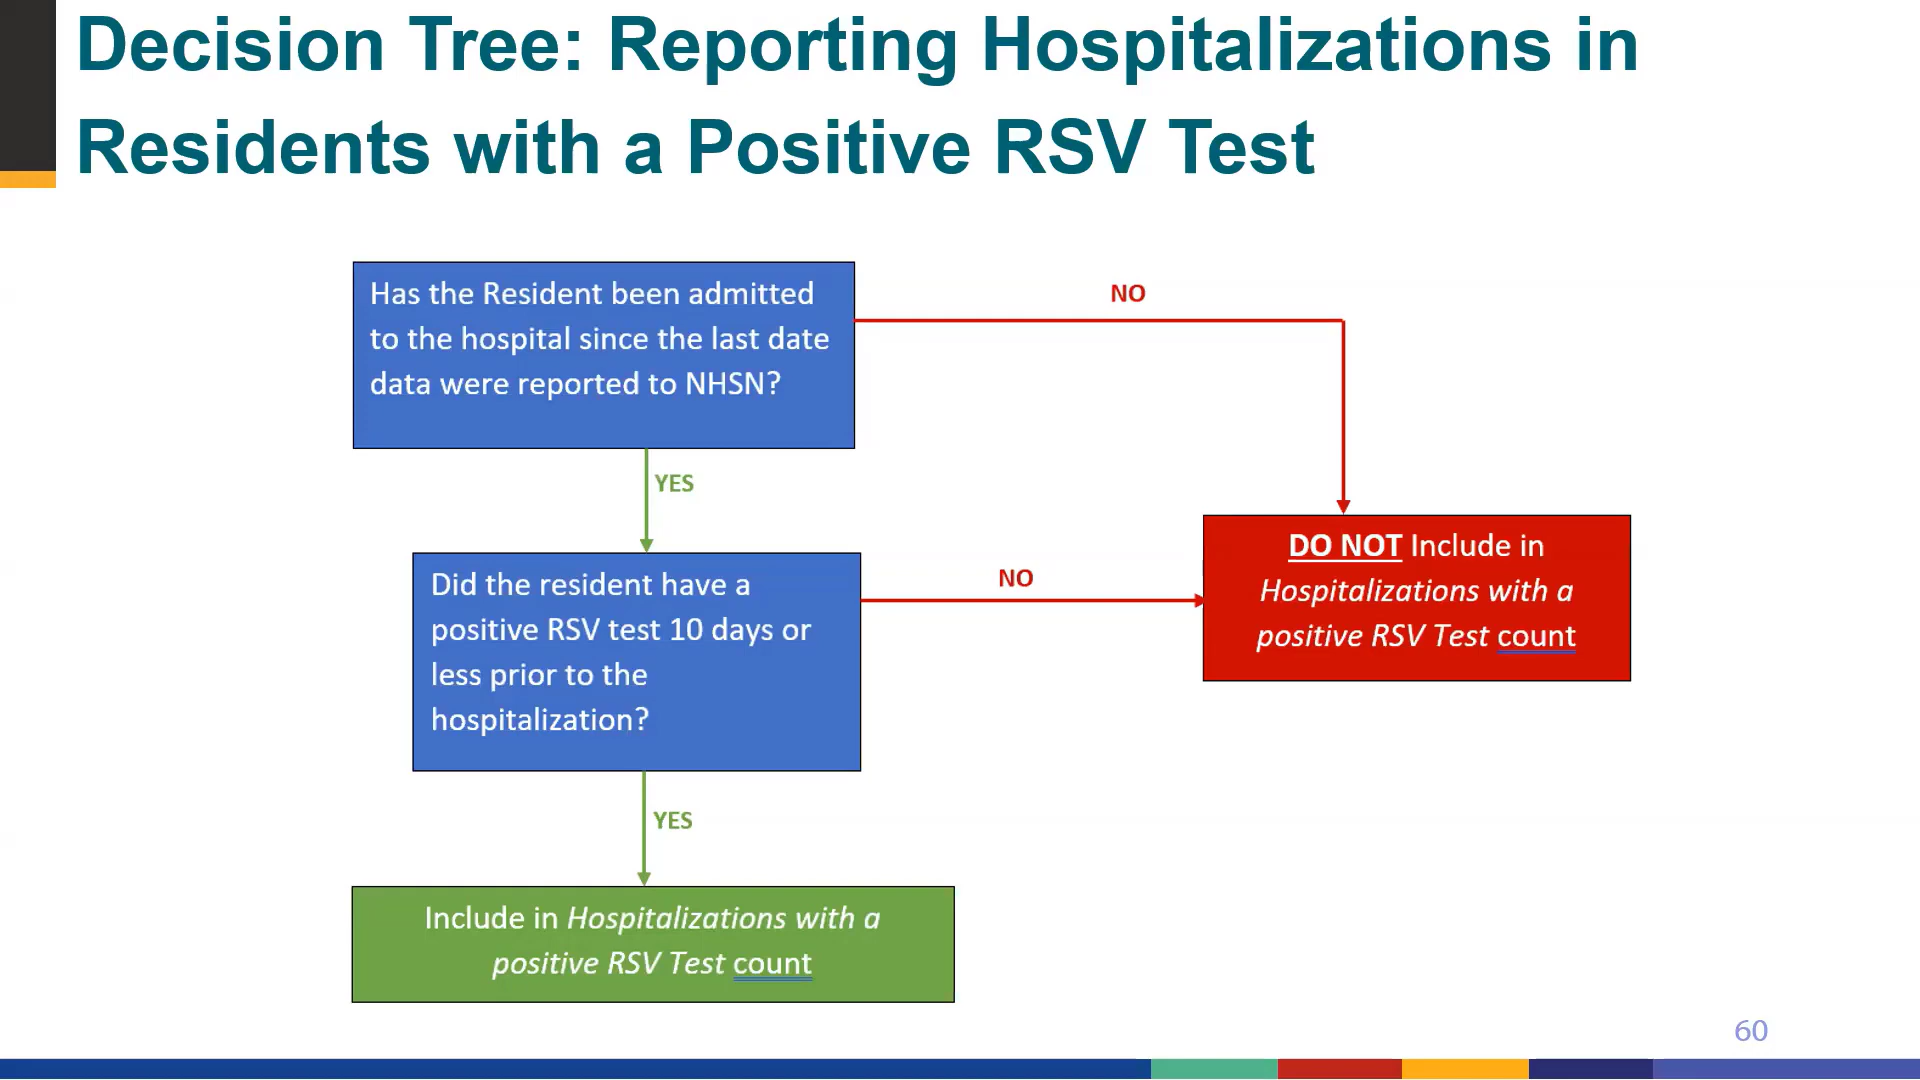 Decision Tree: Reporting Hospitalizations in
Residents with a Positive RSV Test
Has the Resident been admitted
to the hospital since the last date
data were reported to NHSN?
NO
YES
Did the resident have a
positive RSV test 10 days or
less prior to the
hospitalization?
NO
DO NOT Include in
Hospitalizations with a
positive RSV Test count
YES
Include in Hospitalizations with a
positive RSV Test count
60